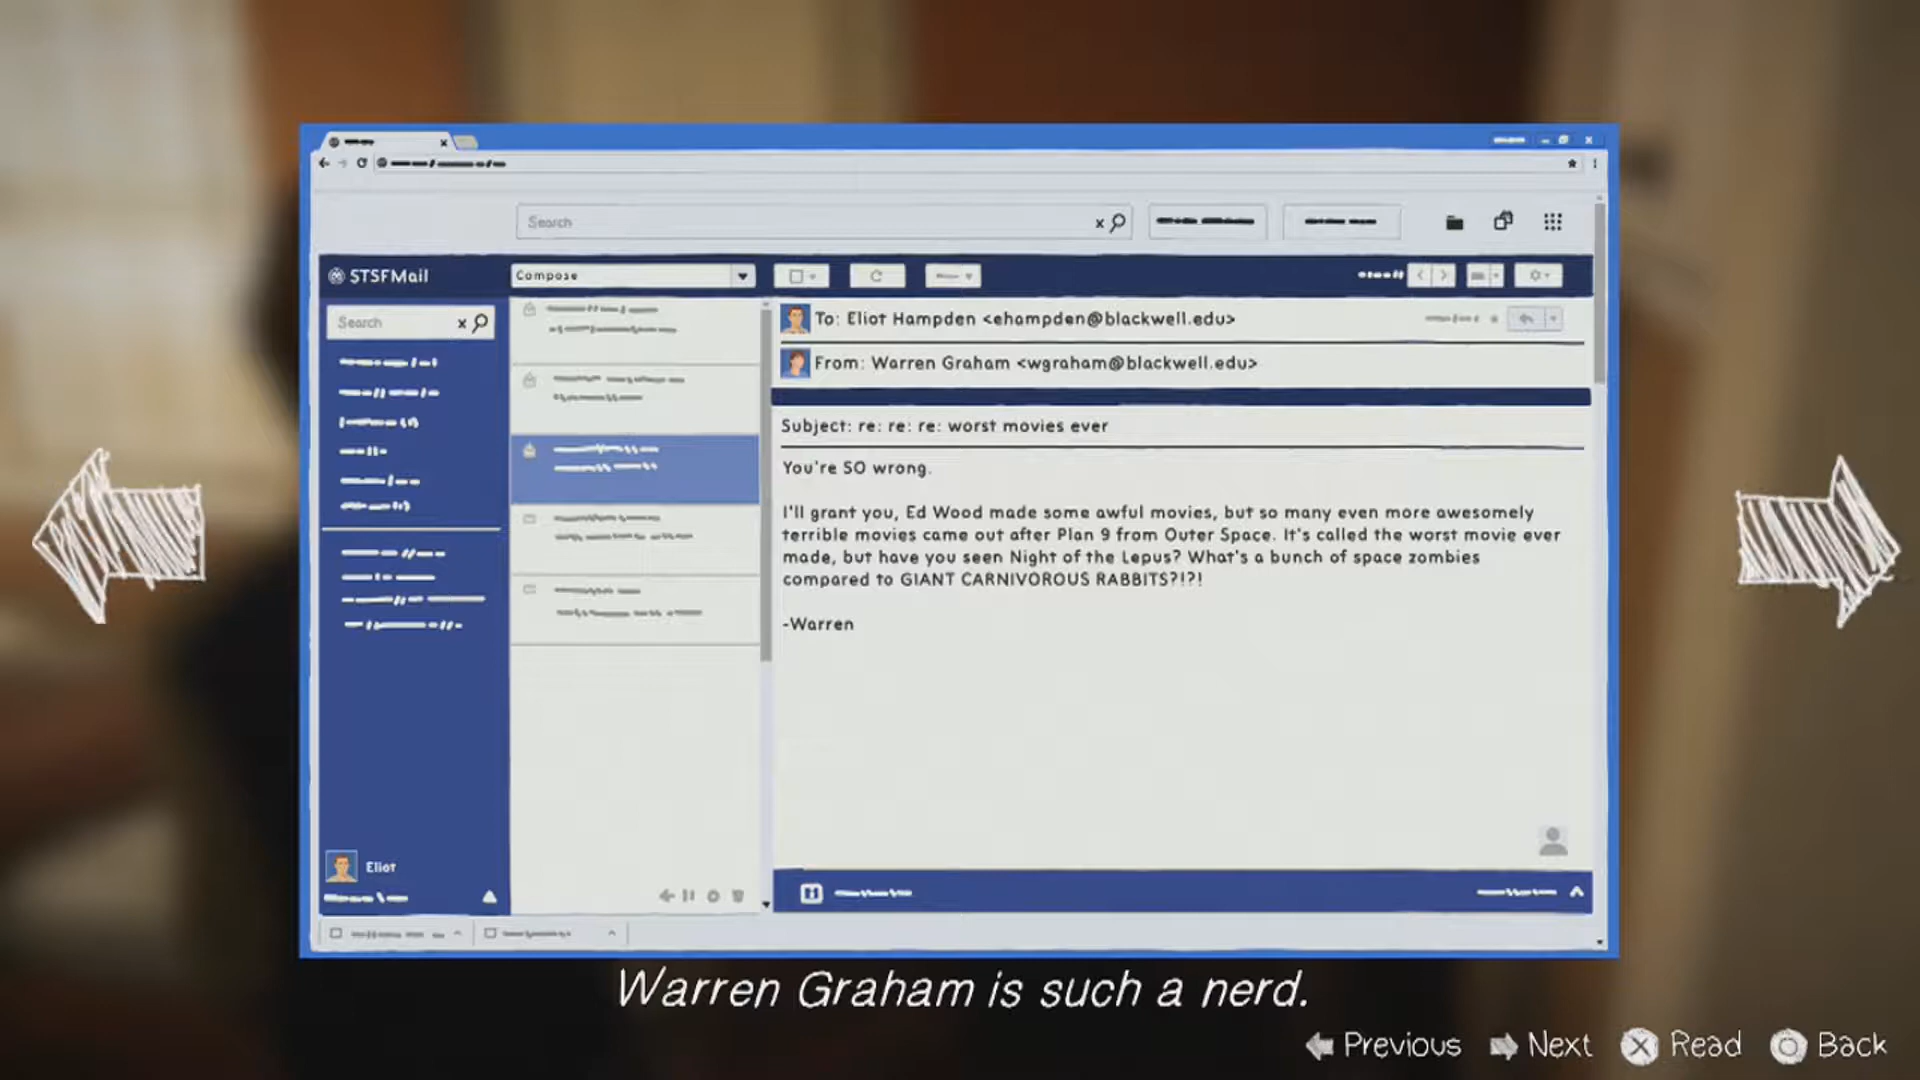 Search
STSFMail
Compose
Search
To: Eliot Hampden <ehampden@blackwell.edu>
From: Warren Graham <wgraham@blackwell.edu>
Subject: re: re: re: worst movies ever
You're SO wrong.
I'll grant you, Ed Wood made some awful movies, but so many even more awesomely
terrible movies came out after Plan 9 from Outer Space. It's called the worst movie ever
made, but have you seen Night of the Lepus? What's a bunch of space zombies
compared to GIANT CARNIVOROUS RABBITS?!?!
-Warren
Eliot
Warren Graham is such a nerd.
Previous Next Read Back